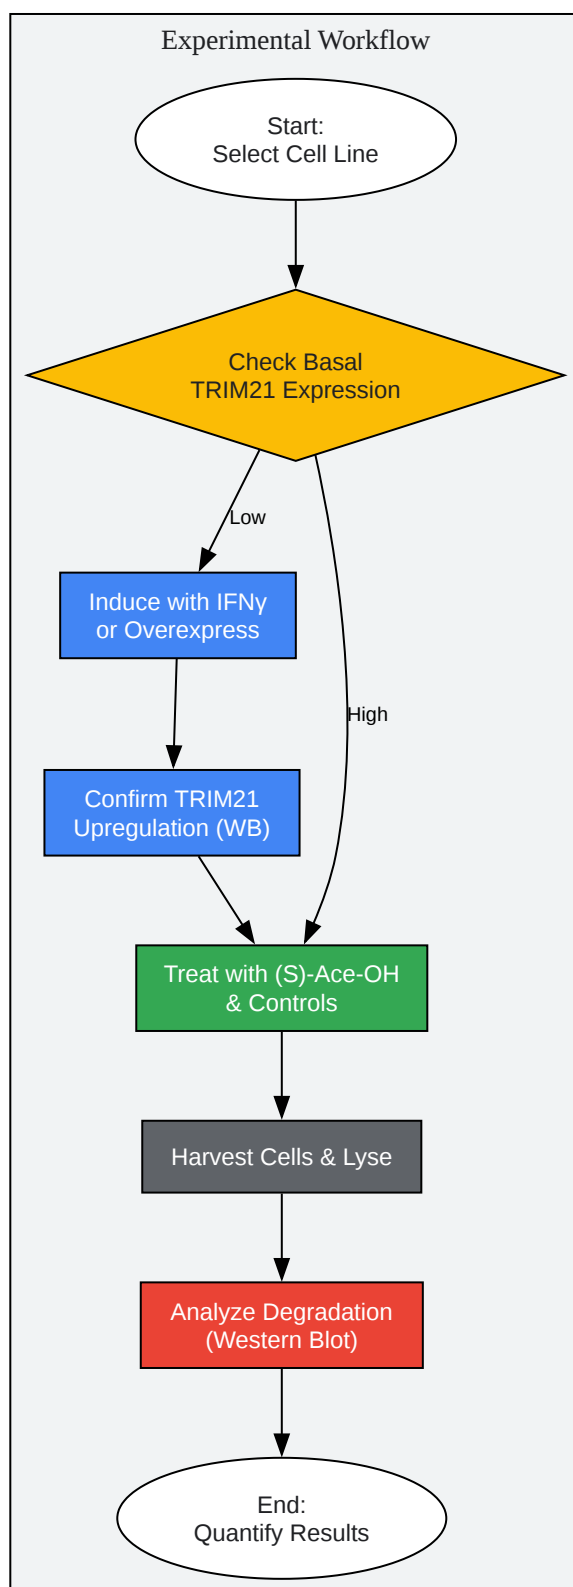 Experimental Workflow
Start:
Select Cell Line
Check Basal
TRIM21 Expression
Low
Induce with IFNγ
or Overexpress
High
Confirm TRIM21
Upregulation (WB)
Treat with (S)-Ace-OH
& Controls
Harvest Cells & Lyse
Analyze Degradation
(Western Blot)
End:
Quantify Results